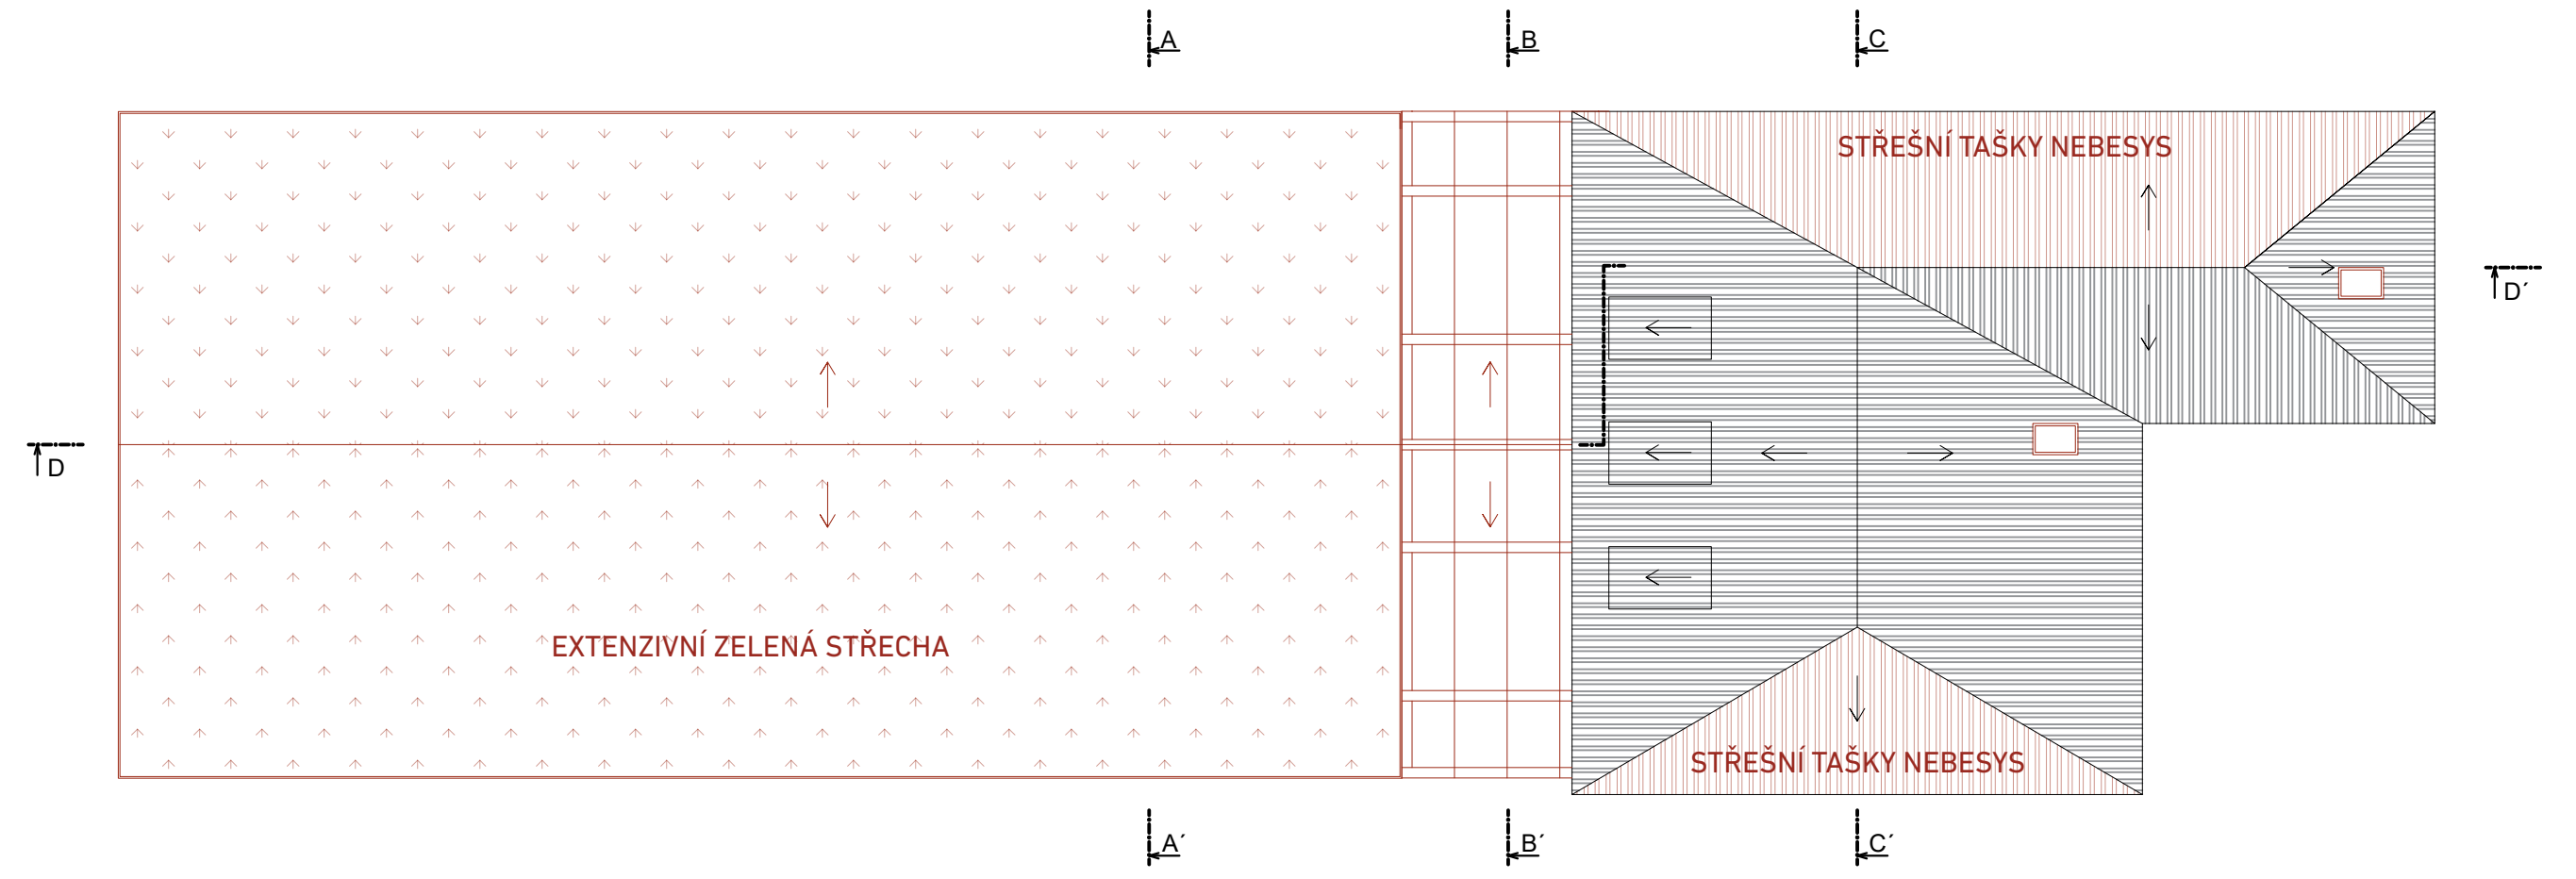 A
B
C
STŘEŠNÍ TAŠKY NEBESYS
D´
D
EXTENZIVNÍ ZELENÁ STŘECHA
STŘEŠNÍ TAŠKY NEBESYS
A´
B´
C´